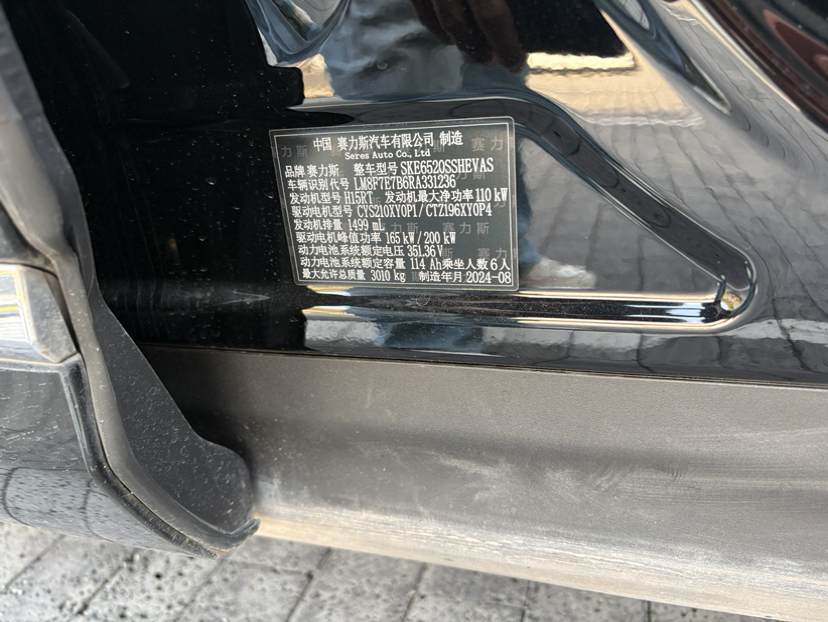 中国 赛力斯汽车有限公司 制造
Seres Auto Co., Ltd
品牌 赛力斯 整车型号 SKE6520SSHEVAS
车辆识别代号 LM8F7E7B6RA331236
发动机型号 H15RT 发动机最大净功率 110 kW
驱动电机型号 CYS210XY0P1 / CTZ196XY0P4
发动机排量 1499 mL
驱动电机峰值功率 165 kW / 200 kW
动力电池系统额定电压 351.36 V
动力电池系统额定容量 114 Ah 乘坐人数 6人
最大允许总质量 3010 kg 制造年月 2024-08